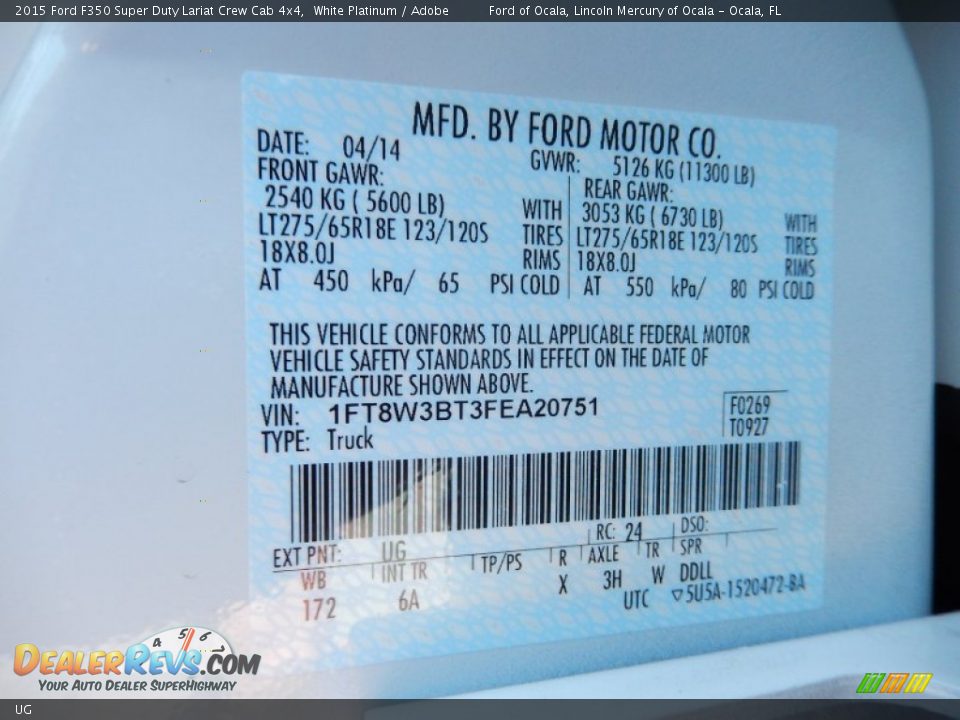 2015 Ford F350 Super Duty Lariat Crew Cab 4x4,  White Platinum / Adobe  Ford of Ocala, Lincoln Mercury of Ocala - Ocala, FL
MFD. BY FORD MOTOR CO.
DATE: 04/14 GVWR: 5126 KG (11300 LB)
FRONT GAWR: REAR GAWR:
2540 KG ( 5600 LB) WITH 3053 KG ( 6730 LB) WITH
LT275/65R18E 123/120S TIRES LT275/65R18E 123/120S TIRES
18X8.0J RIMS 18X8.0J RIMS
AT 450 kPa/ 65 PSI COLD AT 550 kPa/ 80 PSI COLD
THIS VEHICLE CONFORMS TO ALL APPLICABLE FEDERAL MOTOR
VEHICLE SAFETY STANDARDS IN EFFECT ON THE DATE OF
MANUFACTURE SHOWN ABOVE.
VIN: 1FT8W3BT3FEA20751 F0269
TYPE: Truck T0927
EXT PNT: UG RC: 24 DSO:
WB INT TR TP/PS R AXLE TR SPR
172 6A X 3H W DDLL
UTC ▽5U5A-1520472-BA
4 5 6
DEALERREVS.COM
YOUR AUTO DEALER SUPERHIGHWAY
UG